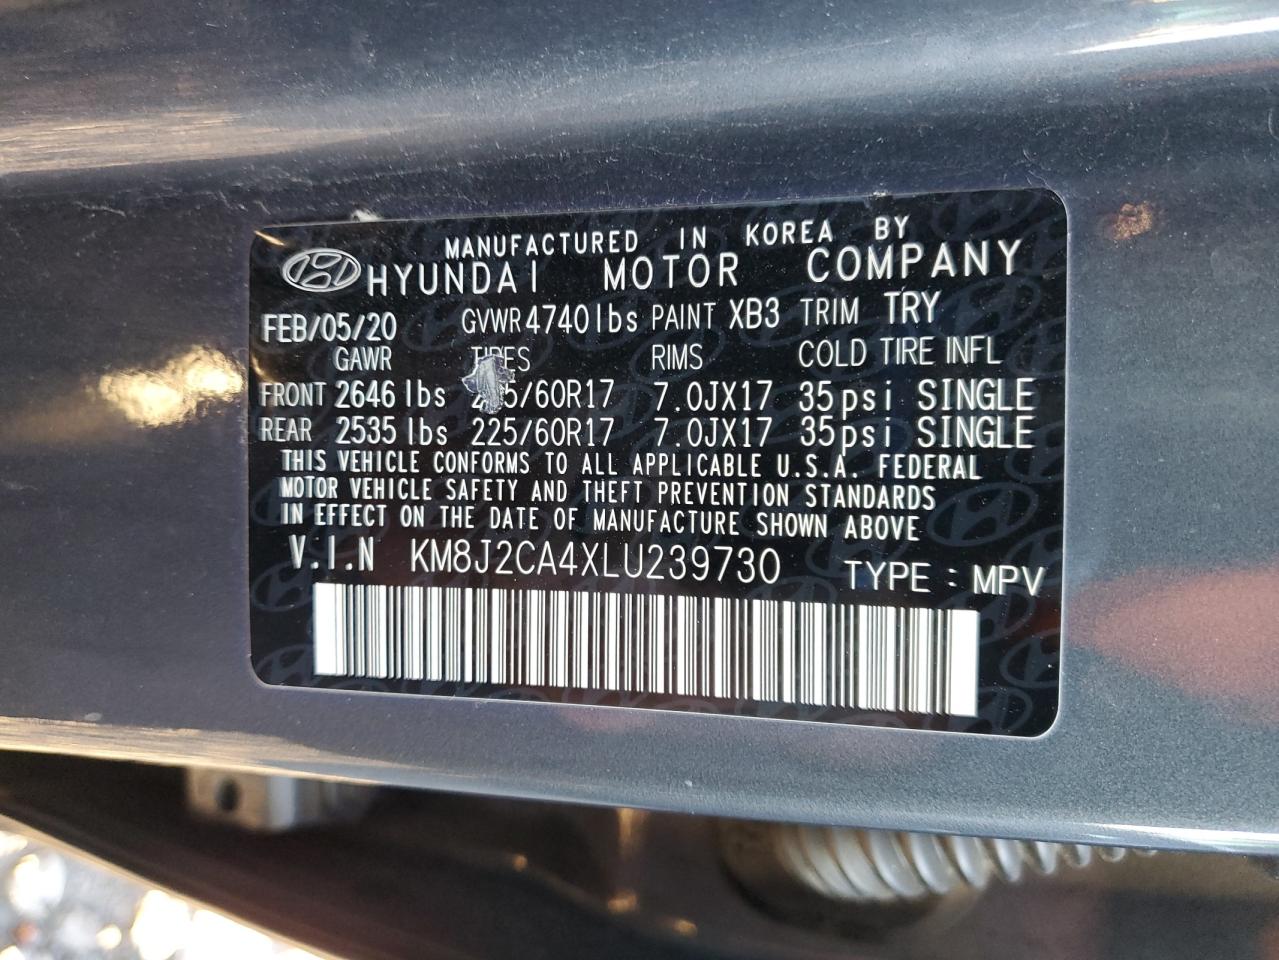 MANUFACTURED IN KOREA BY
HYUNDAI MOTOR COMPANY
FEB/05/20 GVWR 4740 lbs PAINT XB3 TRIM TRY
GAWR TIRES RIMS COLD TIRE INFL
FRONT 2646 lbs 5/60R17 7.0JX17 35psi SINGLE
REAR 2535 lbs 225/60R17 7.0JX17 35psi SINGLE
THIS VEHICLE CONFORMS TO ALL APPLICABLE U.S.A. FEDERAL
MOTOR VEHICLE SAFETY AND THEFT PREVENTION STANDARDS
IN EFFECT ON THE DATE OF MANUFACTURE SHOWN ABOVE
V.I.N KM8J2CA4XLU239730 TYPE : MPV